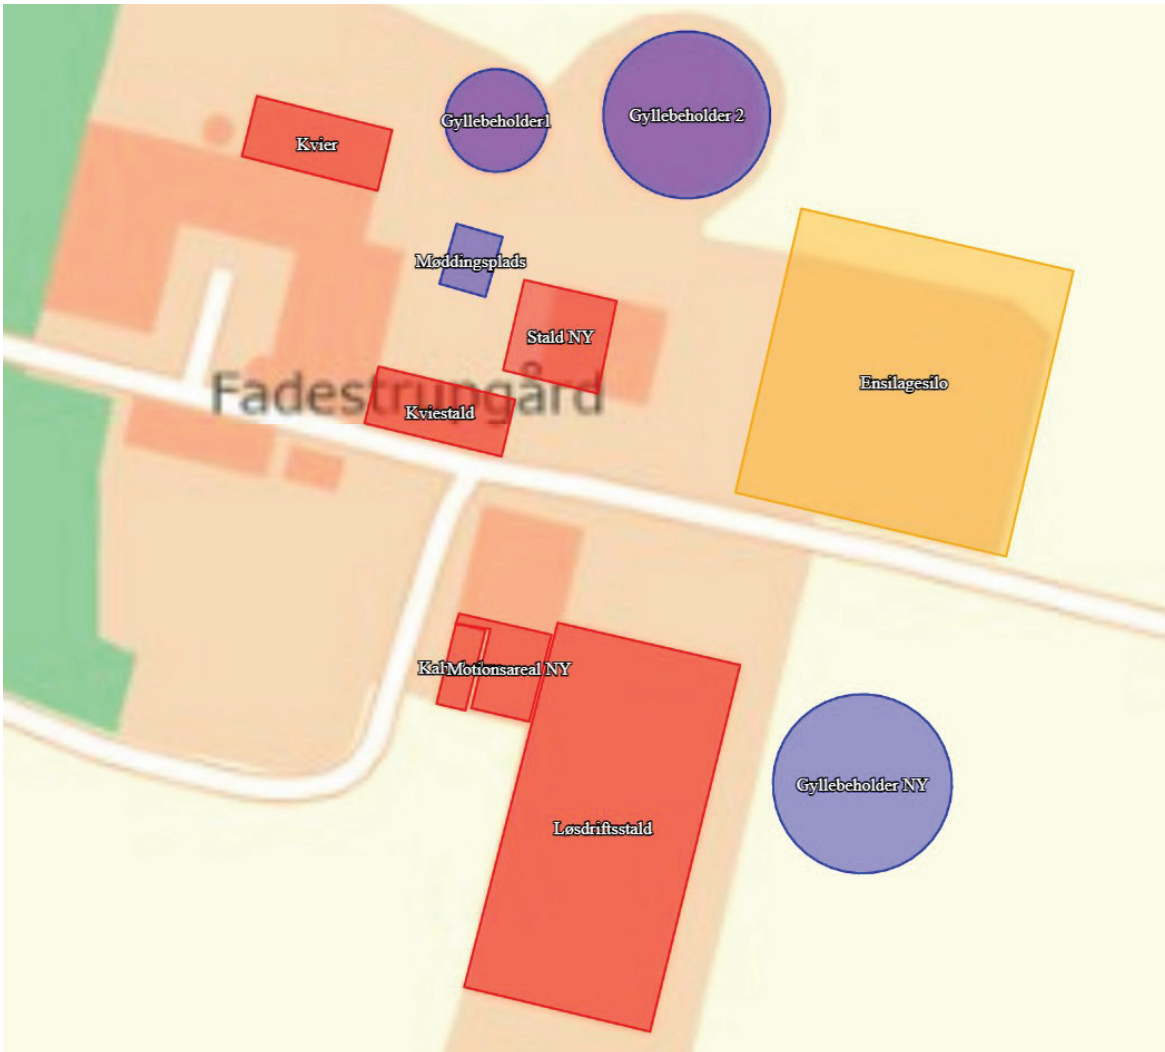 Gyllebeholder1
Gyllebeholder 2
Kvier
Møddingsplads
Stald NY
Ensilagesilo
Fadestrupgård
Kviestald
Motionsareal NY
Gyllebeholder NY
Løsdriftsstald